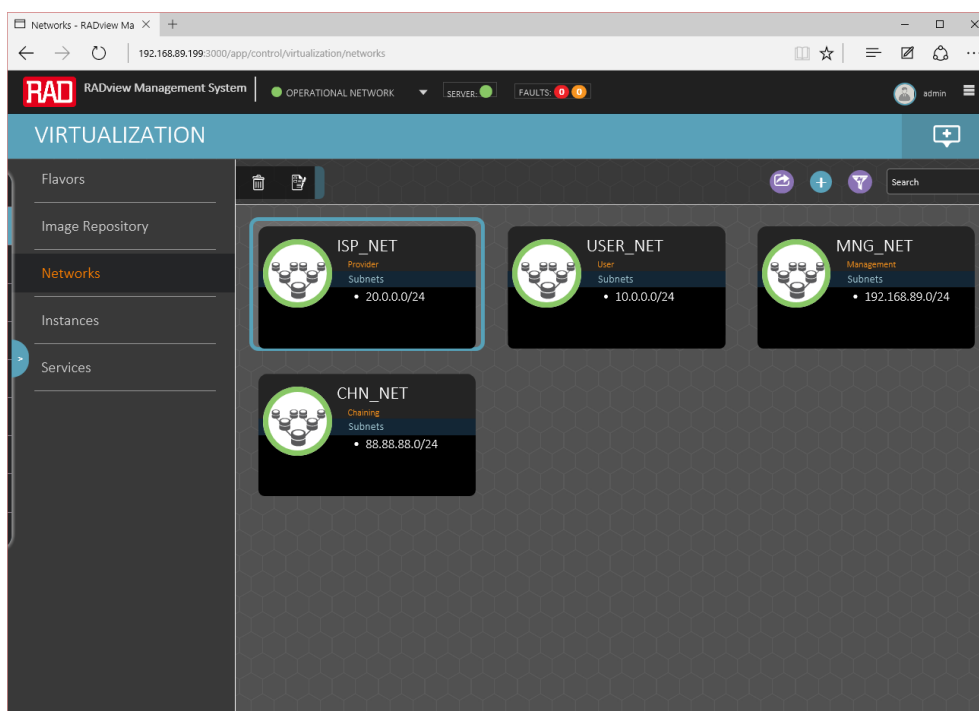 Networks - RADview Ma
192.168.89.199:3000/app/control/virtualization/networks
RAD RADview Management System OPERATIONAL NETWORK SERVER: FAULTS: 0 0 admin
VIRTUALIZATION
Flavors
Image Repository
Networks
Instances
Services
Search
ISP_NET
Provider
Subnets
• 20.0.0.0/24
USER_NET
User
Subnets
• 10.0.0.0/24
MNG_NET
Management
Subnets
• 192.168.89.0/24
CHN_NET
Chaining
Subnets
• 88.88.88.0/24